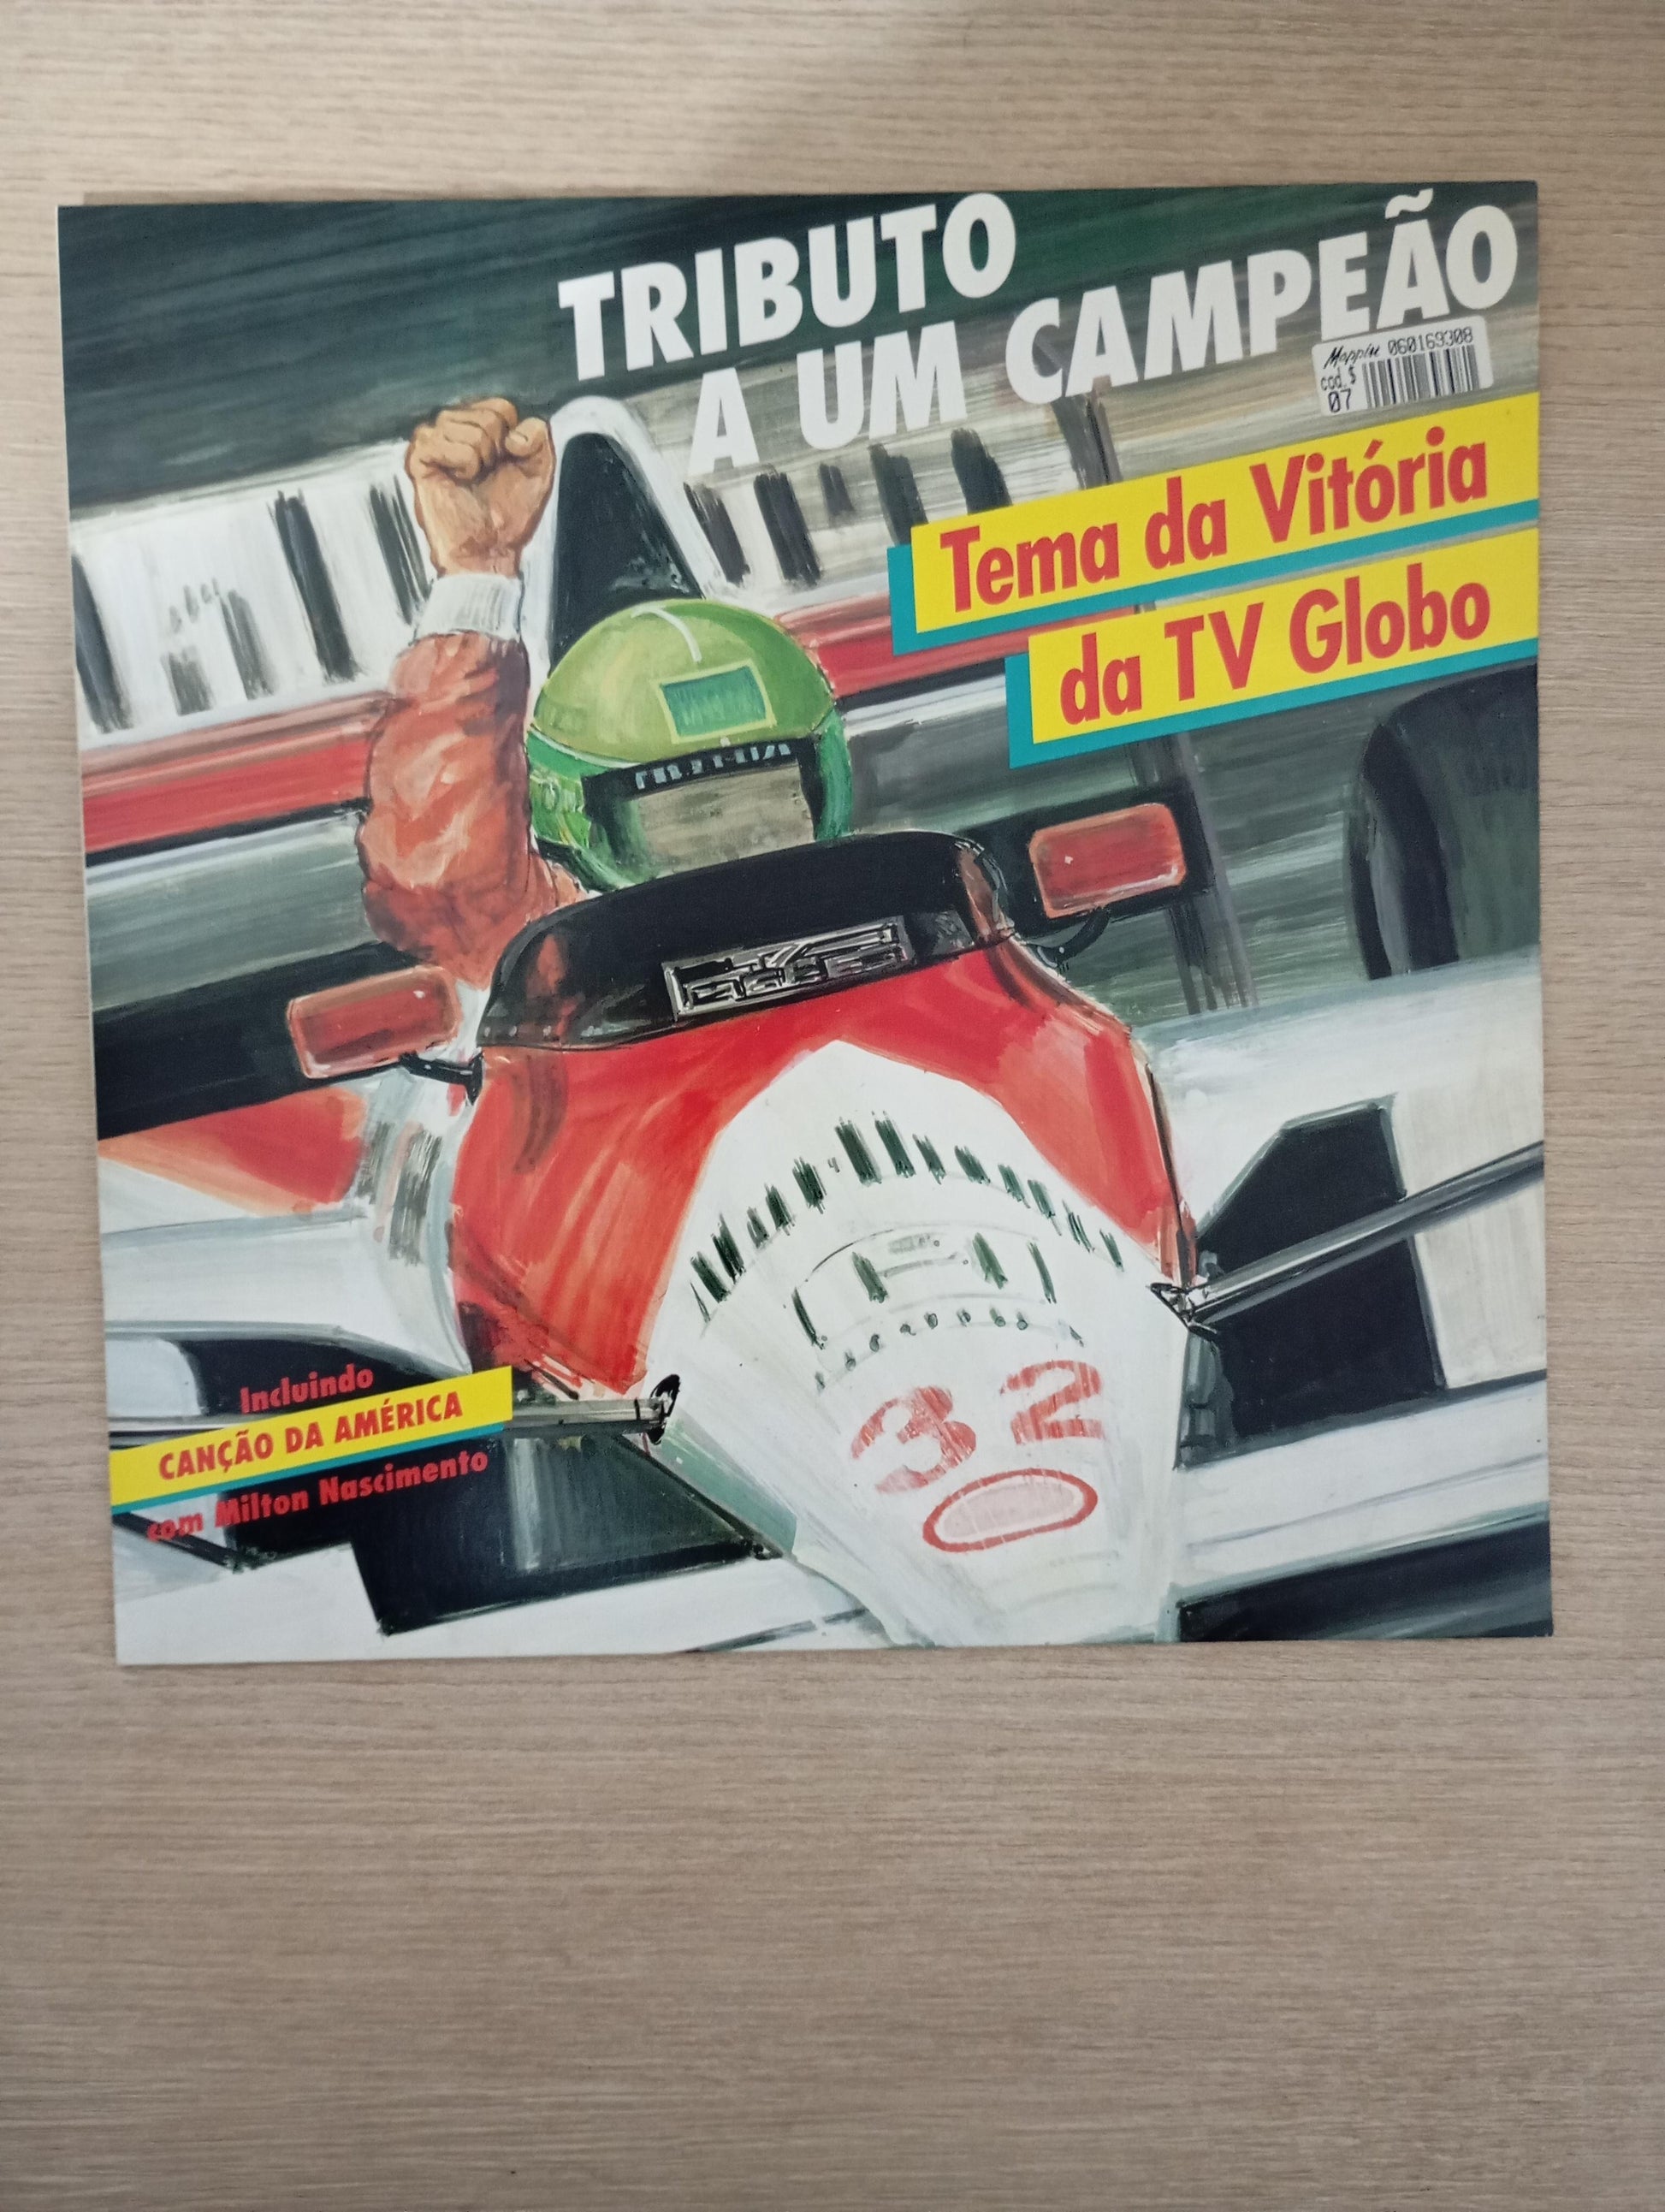 TRIBUTO
A UM CAMPEÃO
Mappin 060169308
cod. $
07
Tema da Vitória
da TV Globo
Incluindo
CANÇÃO DA AMÉRICA
com Milton Nascimento
32